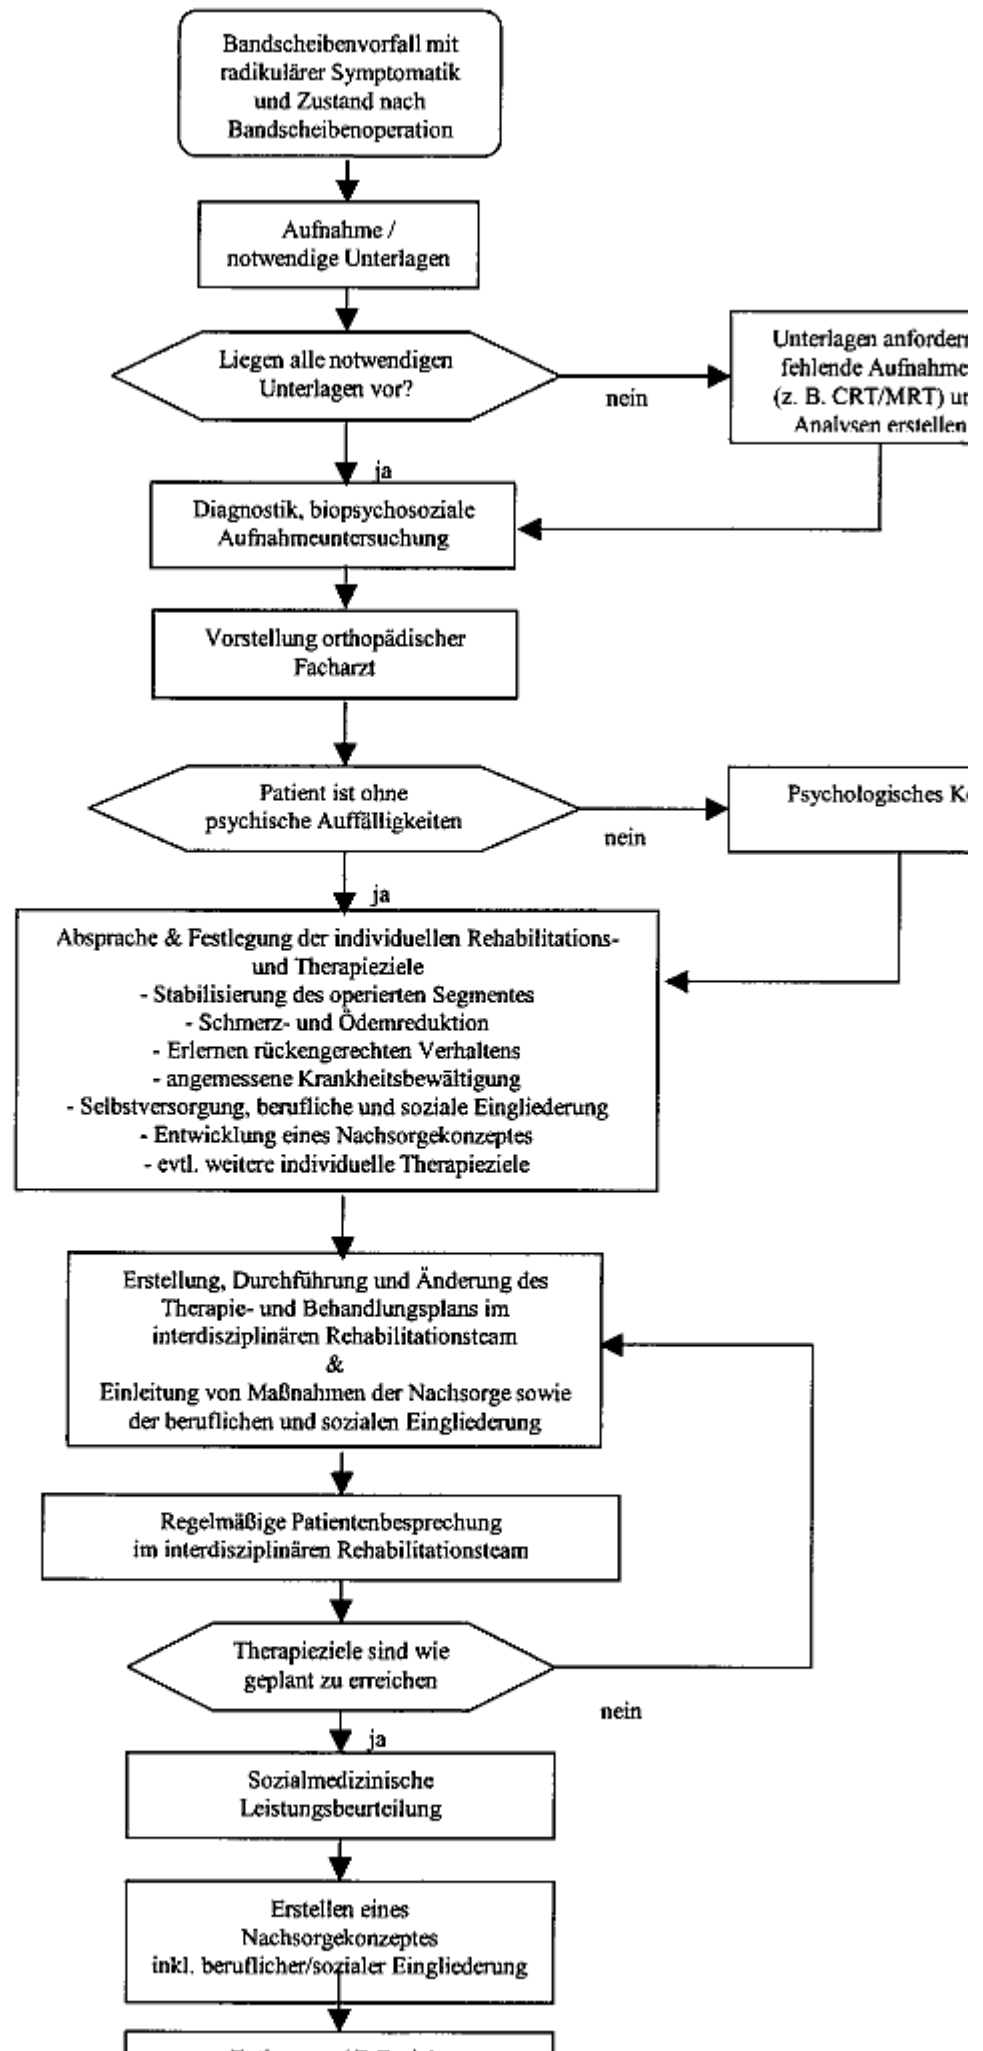 Bandscheibenvorfall mit
radikulärer Symptomatik
und Zustand nach
Bandscheibenoperation
Aufnahme /
notwendige Unterlagen
Liegen alle notwendigen
Unterlagen vor?
nein
Unterlagen
fehlende
(z. B. CRT/MRT)
Analysen erstellen
ja
Diagnostik, biopsychosoziale
Aufnahmeuntersuchung
Vorstellung orthopädischer
Facharzt
Patient ist ohne
psychische Auffälligkeiten
nein
Psychologisches
ja
Absprache & Festlegung der individuellen Rehabilitations-
und Therapieziele
- Stabilisierung des operierten Segmentes
- Schmerz- und Ödemreduktion
- Erlernen rückengerechten Verhaltens
- angemessene Krankheitsbewältigung
- Selbstversorgung, berufliche und soziale Eingliederung
- Entwicklung eines Nachsorgekonzeptes
- evtl. weitere individuelle Therapieziele
Erstellung, Durchführung und Änderung des
Therapie- und Behandlungsplans im
interdisziplinären Rehabilitationsteam
&
Einleitung von Maßnahmen der Nachsorge sowie
der beruflichen und sozialen Eingliederung
Regelmäßige Patientenbesprechung
im interdisziplinären Rehabilitationsteam
Therapieziele sind wie
geplant zu erreichen
nein
ja
Sozialmedizinische
Leistungsbeurteilung
Erstellen eines
Nachsorgekonzeptes
inkl. beruflicher/sozialer Eingliederung